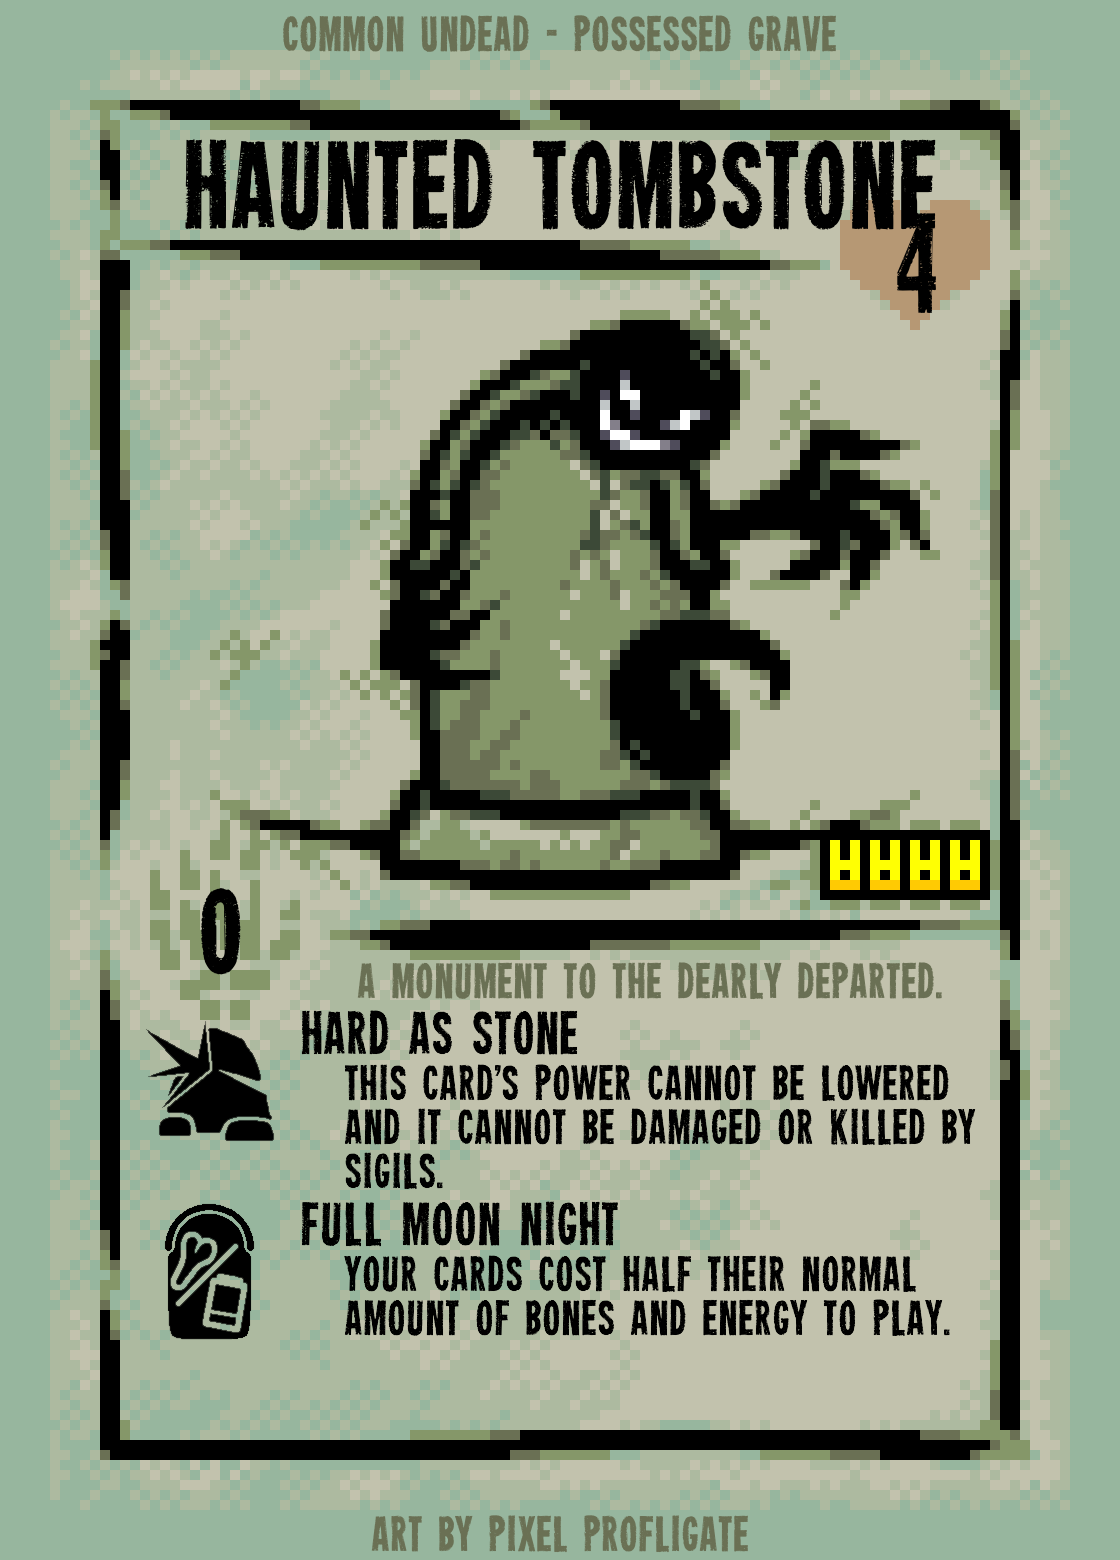 COMMON UNDEAD - POSSESSED GRAVE
HAUNTED TOMBSTONE
4
0
A MONUMENT TO THE DEARLY DEPARTED.
HARD AS STONE
THIS CARD'S POWER CANNOT BE LOWERED
AND IT CANNOT BE DAMAGED OR KILLED BY
SIGILS.
FULL MOON NIGHT
YOUR CARDS COST HALF THEIR NORMAL
AMOUNT OF BONES AND ENERGY TO PLAY.
ART BY PIXEL PROFLIGATE